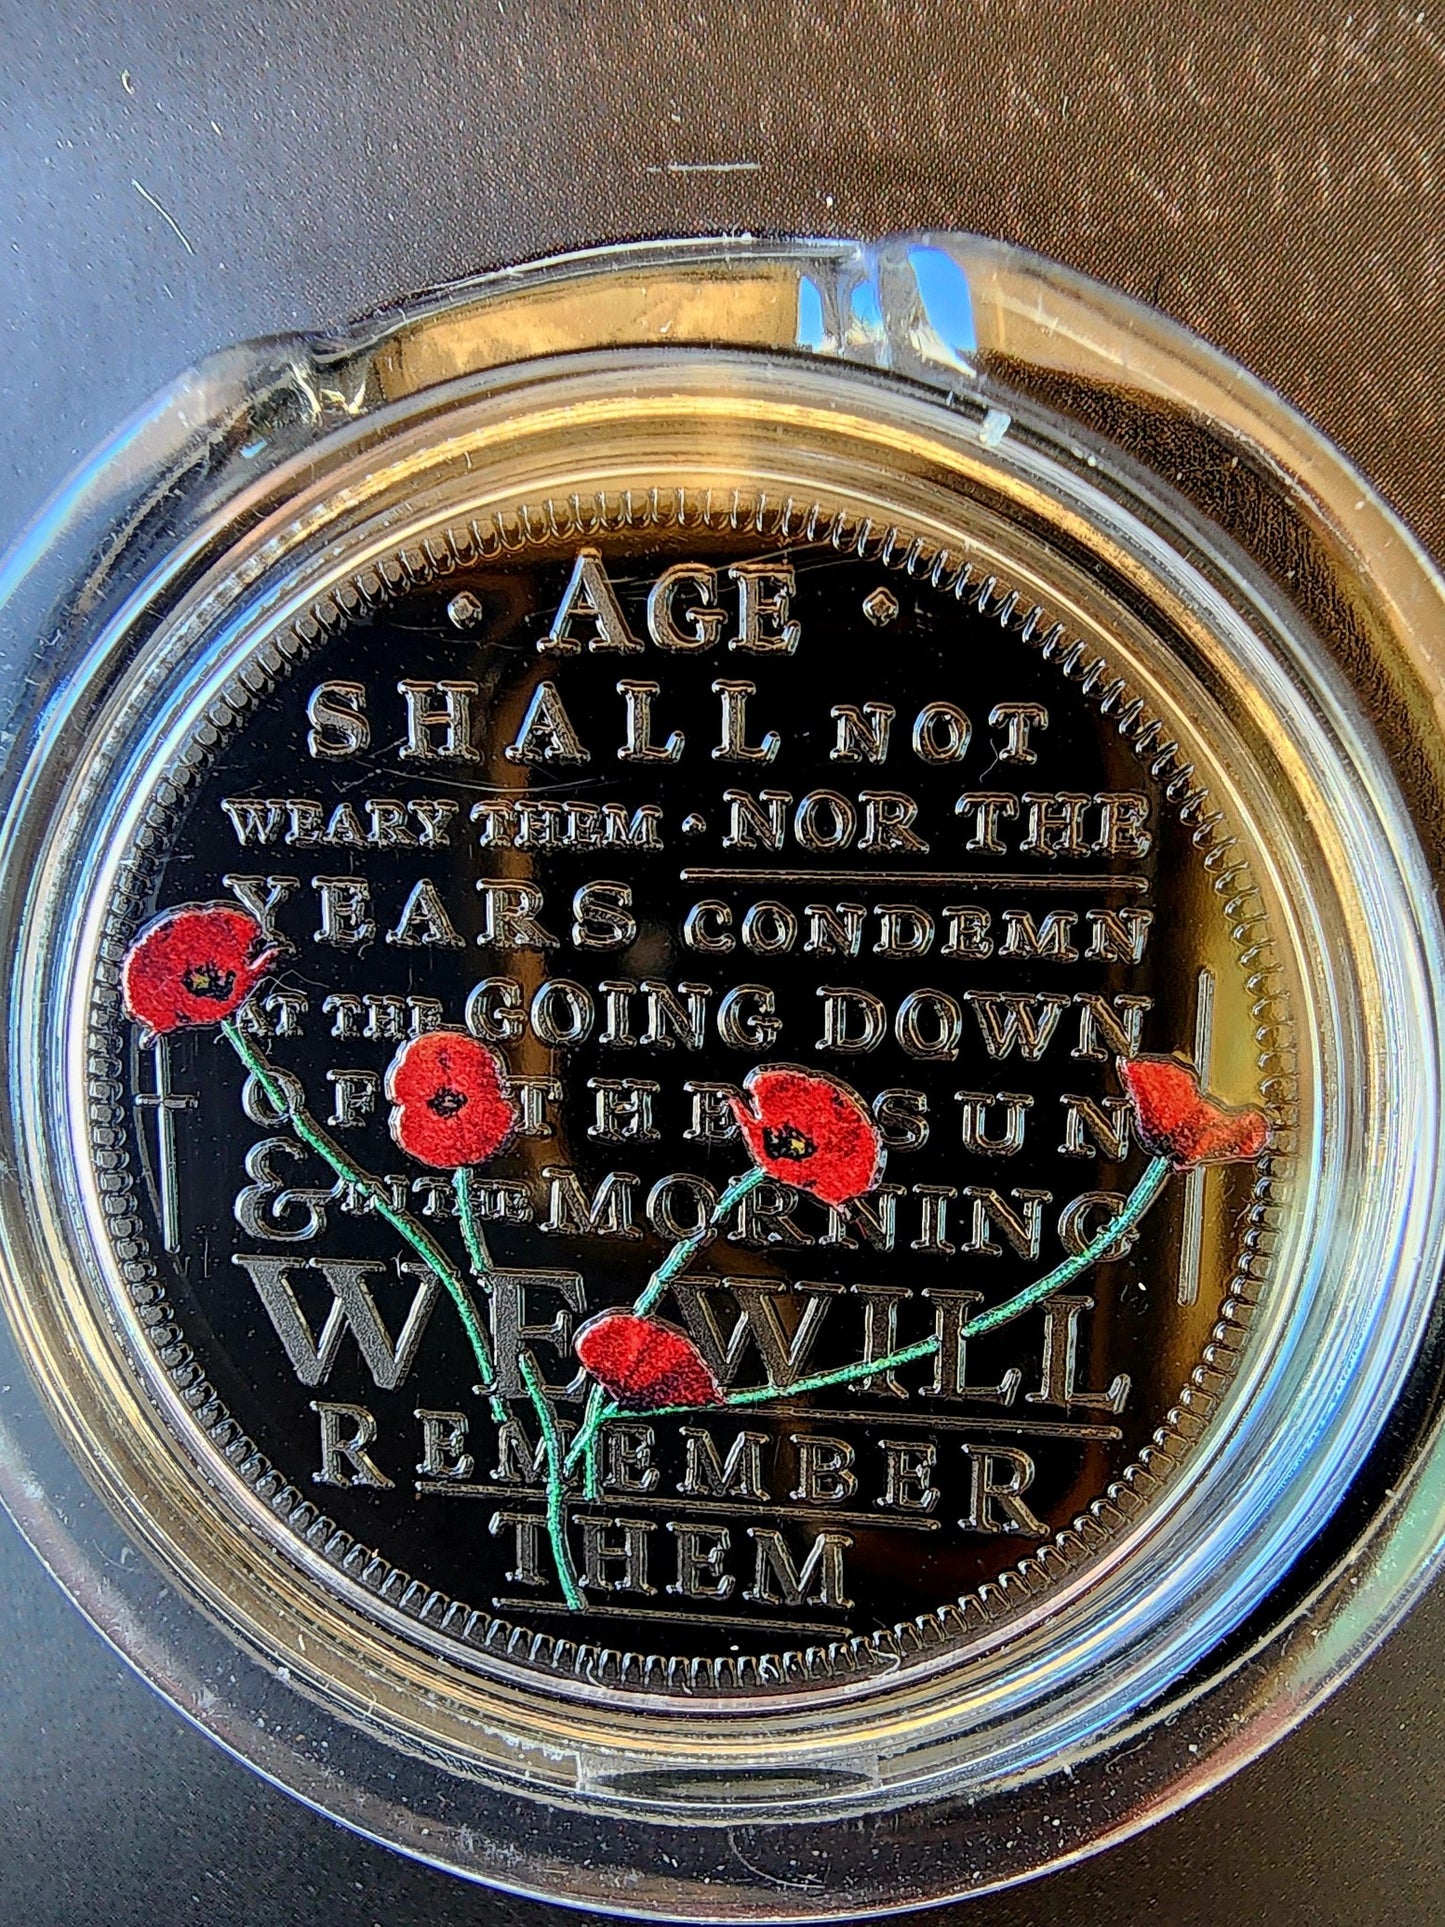 · AGE ·
SHALL NOT
WEARY THEM · NOR THE
YEARS CONDEMN
AT THE GOING DOWN
OF THE SUN
& IN THE MORNING
WE WILL
REMEMBER
THEM